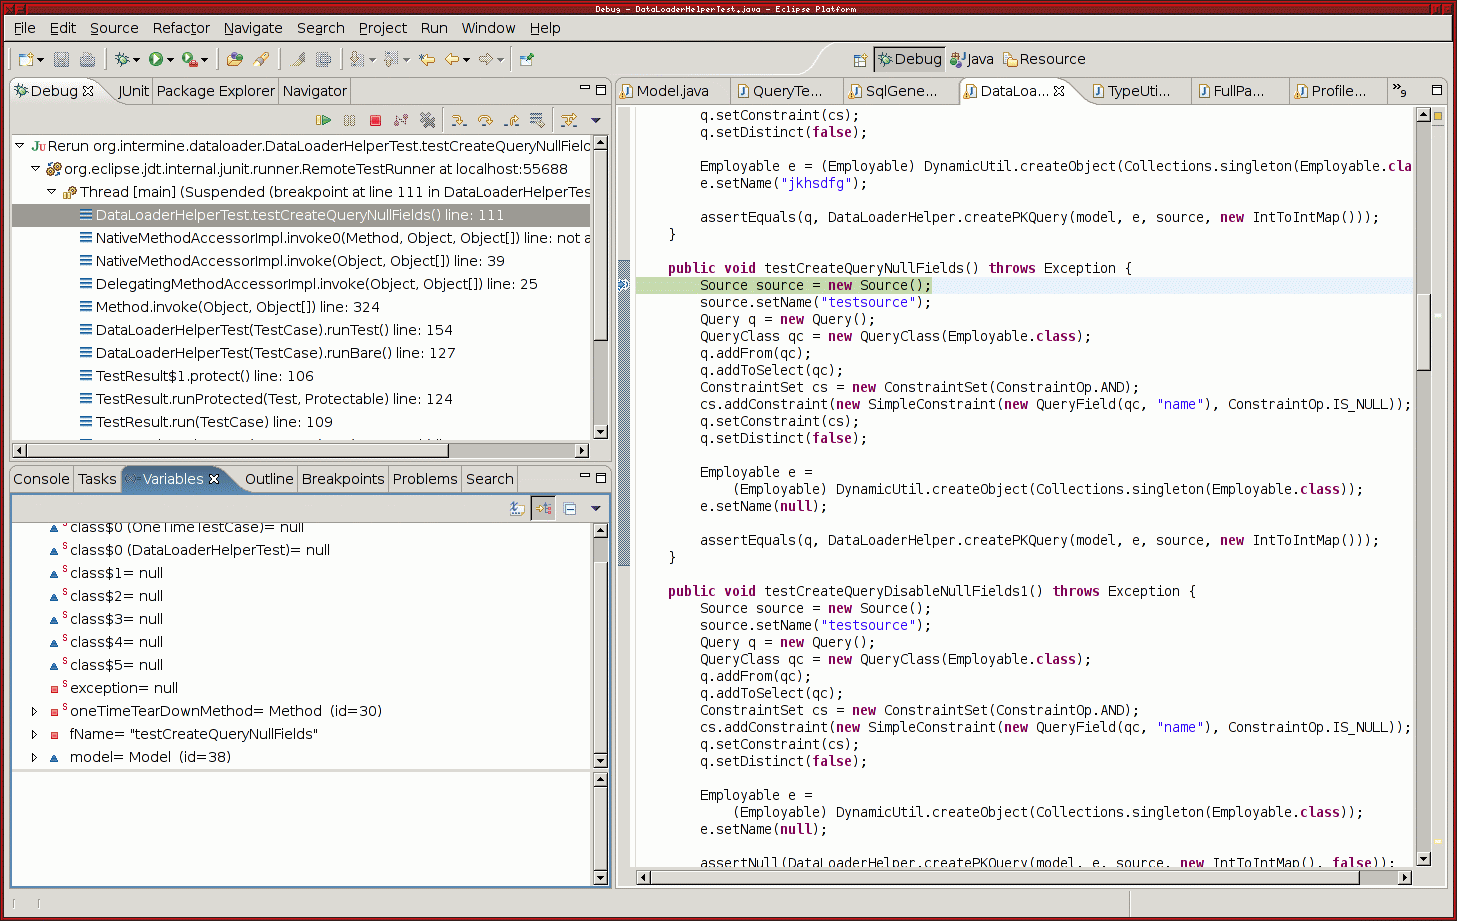 Debug - DataLoaderHelperTest.java - Eclipse Platform
File Edit Source Refactor Navigate Search Project Run Window Help
Debug Java Resource
Debug JUnit Package Explorer Navigator
Rerun org.intermine.dataloader.DataLoaderHelperTest.testCreateQueryNullFielc
org.eclipse.jdt.internal.junit.runner.RemoteTestRunner at localhost:55688
Thread [main] (Suspended (breakpoint at line 111 in DataLoaderHelperTes
DataLoaderHelperTest.testCreateQueryNullFields() line: 111
NativeMethodAccessorImpl.invoke0(Method, Object, Object[]) line: not a
NativeMethodAccessorImpl.invoke(Object, Object[]) line: 39
DelegatingMethodAccessorImpl.invoke(Object, Object[]) line: 25
Method.invoke(Object, Object[]) line: 324
DataLoaderHelperTest(TestCase).runTest() line: 154
DataLoaderHelperTest(TestCase).runBare() line: 127
TestResult$1.protect() line: 106
TestResult.runProtected(Test, Protectable) line: 124
TestResult.run(TestCase) line: 109
Console Tasks Variables Outline Breakpoints Problems Search
class$0 (OneTimeTestCase)= null
class$0 (DataLoaderHelperTest)= null
class$1= null
class$2= null
class$3= null
class$4= null
class$5= null
exception= null
oneTimeTearDownMethod= Method (id=30)
fName= "testCreateQueryNullFields"
model= Model (id=38)
Model.java QueryTe... SqlGene... DataLoa... TypeUti... FullPa... Profile... »9
q.setConstraint(cs);
q.setDistinct(false);
Employable e = (Employable) DynamicUtil.createObject(Collections.singleton(Employable.cla
e.setName("jkhsdfg");
assertEquals(q, DataLoaderHelper.createPKQuery(model, e, source, new IntToIntMap()));
}
public void testCreateQueryNullFields() throws Exception {
Source source = new Source();
source.setName("testsource");
Query q = new Query();
QueryClass qc = new QueryClass(Employable.class);
q.addFrom(qc);
q.addToSelect(qc);
ConstraintSet cs = new ConstraintSet(ConstraintOp.AND);
cs.addConstraint(new SimpleConstraint(new QueryField(qc, "name"), ConstraintOp.IS_NULL));
q.setConstraint(cs);
q.setDistinct(false);
Employable e =
(Employable) DynamicUtil.createObject(Collections.singleton(Employable.class));
e.setName(null);
assertEquals(q, DataLoaderHelper.createPKQuery(model, e, source, new IntToIntMap()));
}
public void testCreateQueryDisableNullFields1() throws Exception {
Source source = new Source();
source.setName("testsource");
Query q = new Query();
QueryClass qc = new QueryClass(Employable.class);
q.addFrom(qc);
q.addToSelect(qc);
ConstraintSet cs = new ConstraintSet(ConstraintOp.AND);
cs.addConstraint(new SimpleConstraint(new QueryField(qc, "name"), ConstraintOp.IS_NULL));
q.setConstraint(cs);
q.setDistinct(false);
Employable e =
(Employable) DynamicUtil.createObject(Collections.singleton(Employable.class));
e.setName(null);
assertNull(DataLoaderHelper.createPKQuery(model, e, source, new IntToIntMap(), false));